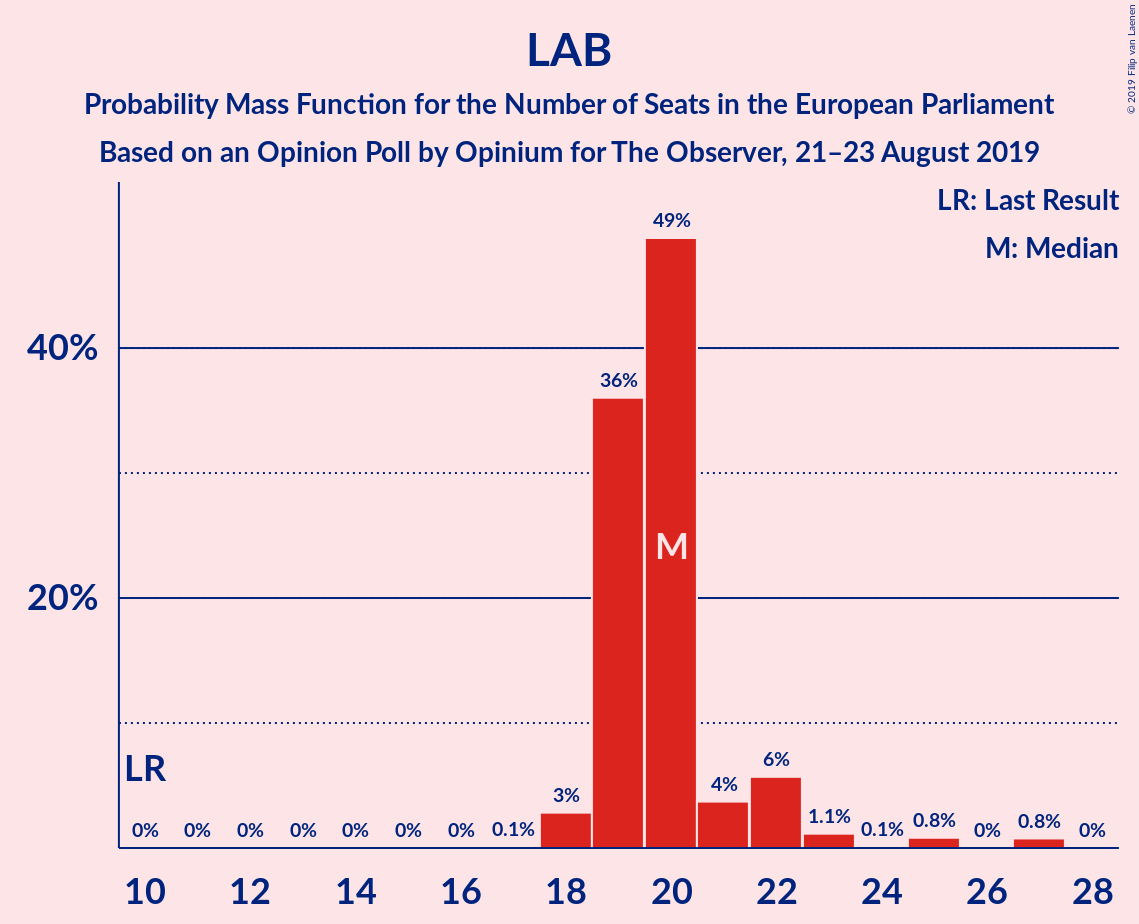 LAB
Probability Mass Function for the Number of Seats in the European Parliament
Based on an Opinion Poll by Opinium for The Observer, 21–23 August 2019
© 2019 Filip van Laenen
LR: Last Result
M: Median
49%
40%
36%
M
20%
LR
0% 0% 0% 0% 0% 0% 0% 0.1% 3% 4% 6% 1.1% 0.1% 0.8% 0% 0.8% 0%
10 12 14 16 18 20 22 24 26 28